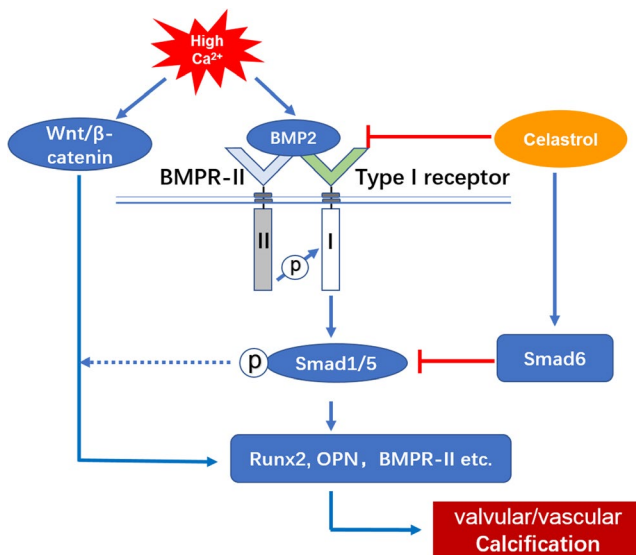 High
Ca²⁺
Wnt/β-
catenin
BMP2
Celastrol
BMPR-II
Type I receptor
II
I
p
p
Smad1/5
Smad6
Runx2, OPN，BMPR-II etc.
valvular/vascular
Calcification